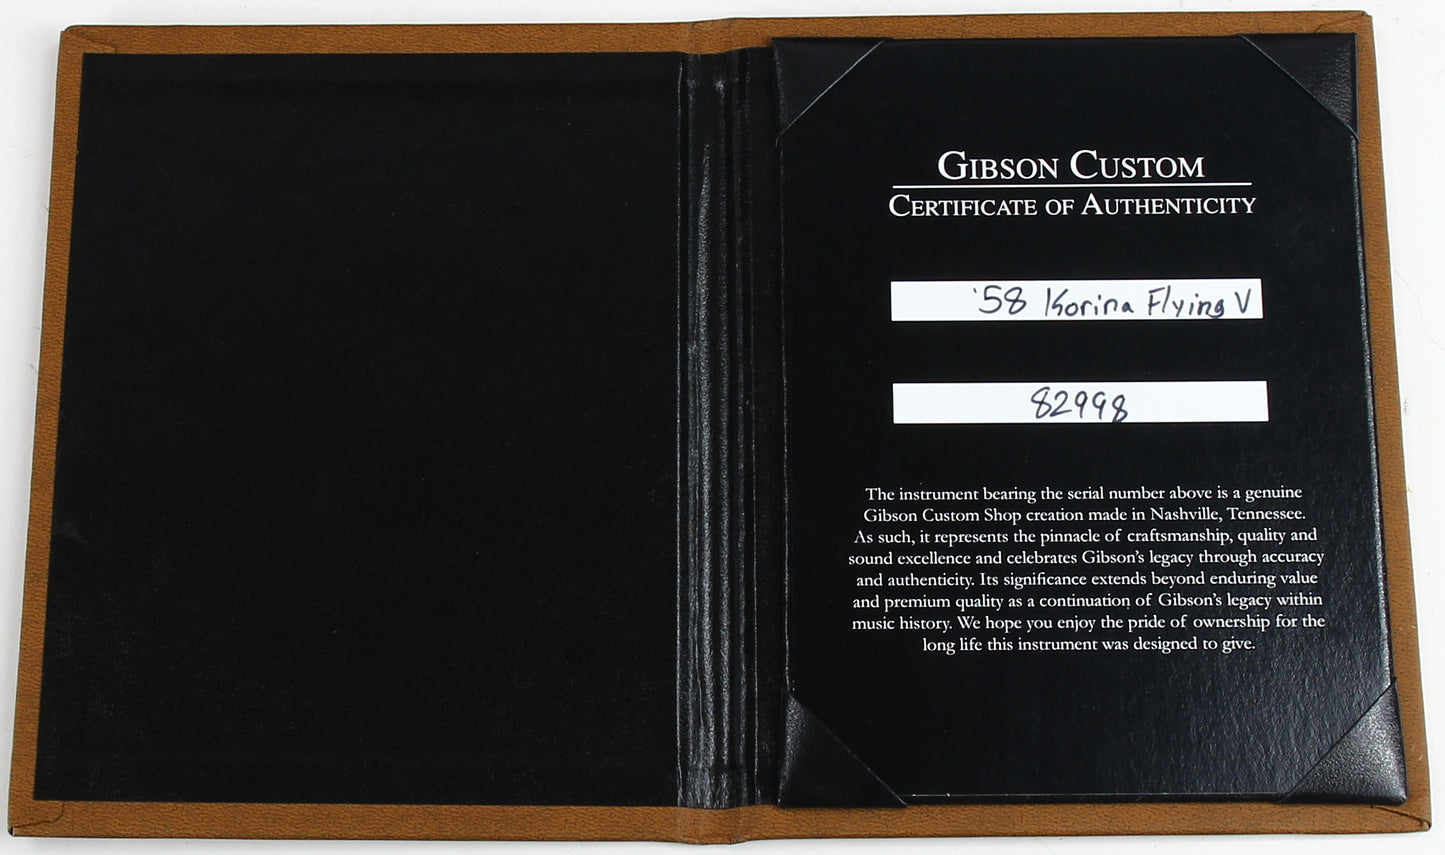 GIBSON CUSTOM
CERTIFICATE OF AUTHENTICITY
'58 Korina Flying V
82998
The instrument bearing the serial number above is a genuine
Gibson Custom Shop creation made in Nashville, Tennessee.
As such, it represents the pinnacle of craftsmanship, quality and
sound excellence and celebrates Gibson's legacy through accuracy
and authenticity. Its significance extends beyond enduring value
and premium quality as a continuation of Gibson's legacy within
music history. We hope you enjoy the pride of ownership for the
long life this instrument was designed to give.